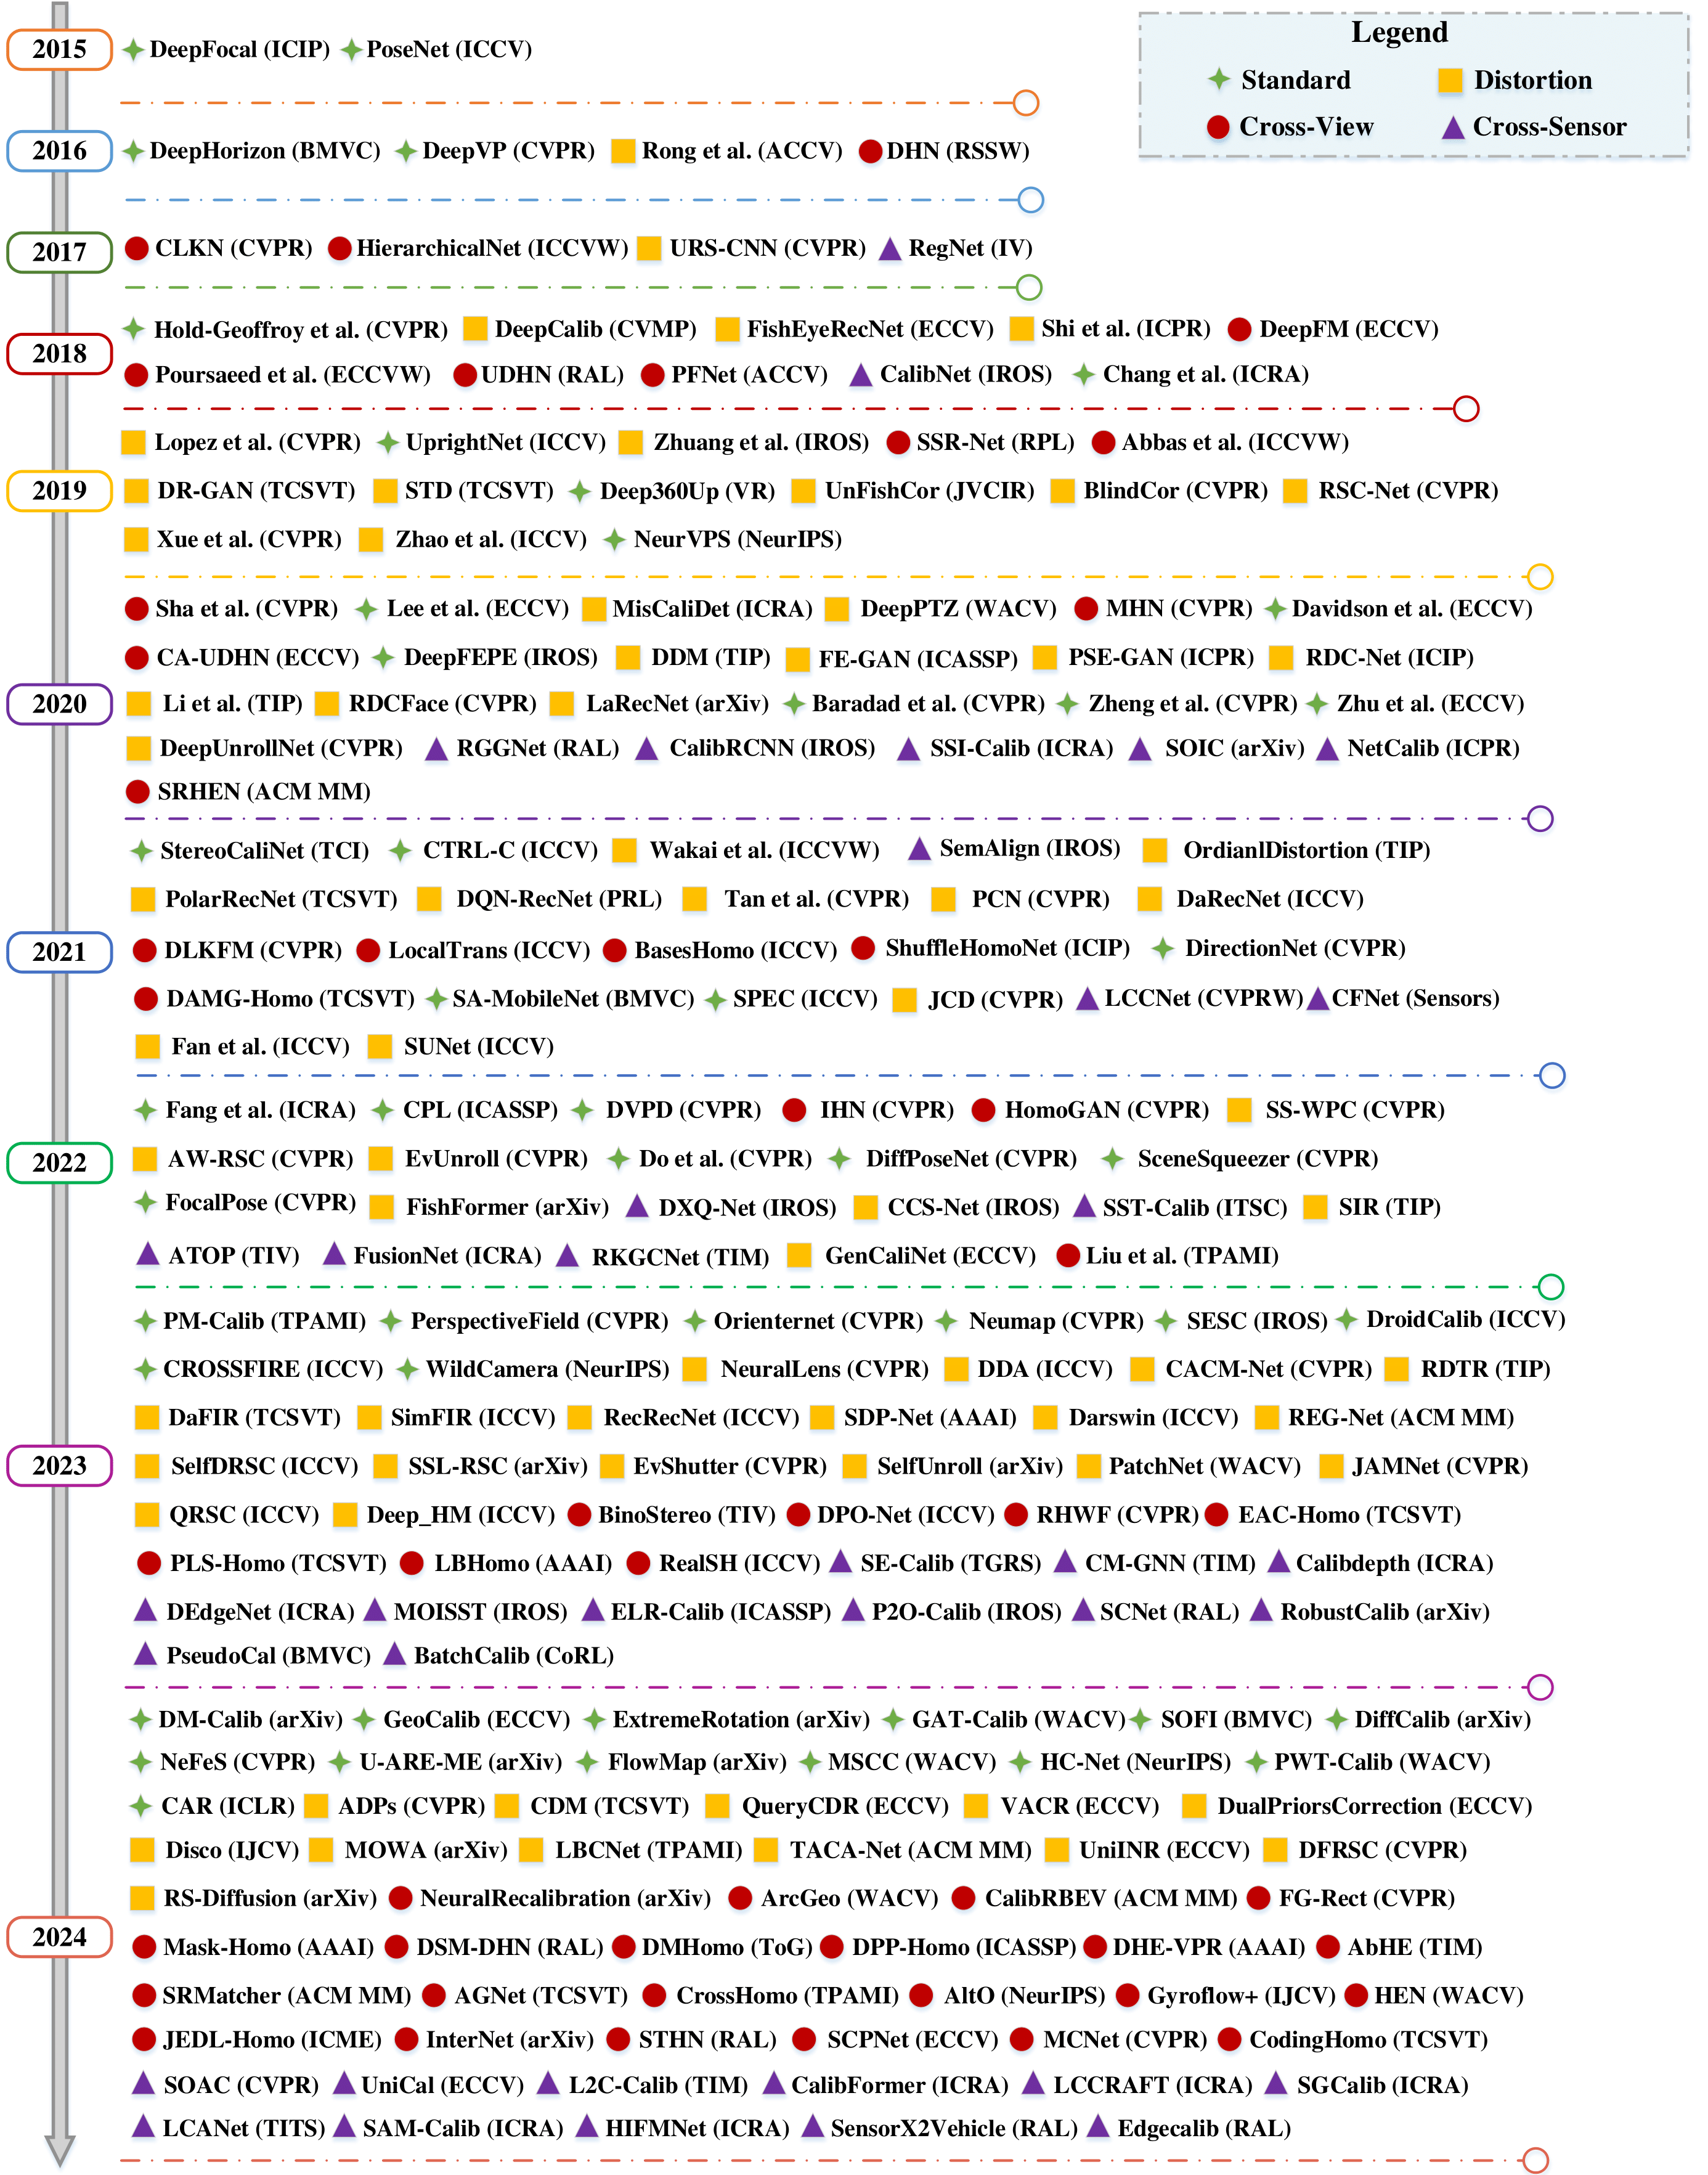 Legend
Standard Distortion
Cross-View Cross-Sensor
2015
DeepFocal (ICIP) PoseNet (ICCV)
2016
DeepHorizon (BMVC) DeepVP (CVPR) Rong et al. (ACCV) DHN (RSSW)
2017
CLKN (CVPR) HierarchicalNet (ICCVW) URS-CNN (CVPR) RegNet (IV)
2018
Hold-Geoffroy et al. (CVPR) DeepCalib (CVMP) FishEyeRecNet (ECCV) Shi et al. (ICPR) DeepFM (ECCV)
Poursaeed et al. (ECCVW) UDHN (RAL) PFNet (ACCV) CalibNet (IROS) Chang et al. (ICRA)
2019
Lopez et al. (CVPR) UprightNet (ICCV) Zhuang et al. (IROS) SSR-Net (RPL) Abbas et al. (ICCVW)
DR-GAN (TCSVT) STD (TCSVT) Deep360Up (VR) UnFishCor (JVCIR) BlindCor (CVPR) RSC-Net (CVPR)
Xue et al. (CVPR) Zhao et al. (ICCV) NeurVPS (NeurIPS)
2020
Sha et al. (CVPR) Lee et al. (ECCV) MisCaliDet (ICRA) DeepPTZ (WACV) MHN (CVPR) Davidson et al. (ECCV)
CA-UDHN (ECCV) DeepFEPE (IROS) DDM (TIP) FE-GAN (ICASSP) PSE-GAN (ICPR) RDC-Net (ICIP)
Li et al. (TIP) RDCFace (CVPR) LaRecNet (arXiv) Baradad et al. (CVPR) Zheng et al. (CVPR) Zhu et al. (ECCV)
DeepUnrollNet (CVPR) RGGNet (RAL) CalibRCNN (IROS) SSI-Calib (ICRA) SOIC (arXiv) NetCalib (ICPR)
SRHEN (ACM MM)
2021
StereoCaliNet (TCI) CTRL-C (ICCV) Wakai et al. (ICCVW) SemAlign (IROS) OrdianlDistortion (TIP)
PolarRecNet (TCSVT) DQN-RecNet (PRL) Tan et al. (CVPR) PCN (CVPR) DaRecNet (ICCV)
DLKFM (CVPR) LocalTrans (ICCV) BasesHomo (ICCV) ShuffleHomoNet (ICIP) DirectionNet (CVPR)
DAMG-Homo (TCSVT) SA-MobileNet (BMVC) SPEC (ICCV) JCD (CVPR) LCCNet (CVPRW) CFNet (Sensors)
Fan et al. (ICCV) SUNet (ICCV)
2022
Fang et al. (ICRA) CPL (ICASSP) DVPD (CVPR) IHN (CVPR) HomoGAN (CVPR) SS-WPC (CVPR)
AW-RSC (CVPR) EvUnroll (CVPR) Do et al. (CVPR) DiffPoseNet (CVPR) SceneSqueezer (CVPR)
FocalPose (CVPR) FishFormer (arXiv) DXQ-Net (IROS) CCS-Net (IROS) SST-Calib (ITSC) SIR (TIP)
ATOP (TIV) FusionNet (ICRA) RKGCNet (TIM) GenCaliNet (ECCV) Liu et al. (TPAMI)
2023
PM-Calib (TPAMI) PerspectiveField (CVPR) Orienternet (CVPR) Neumap (CVPR) SESC (IROS) DroidCalib (ICCV)
CROSSFIRE (ICCV) WildCamera (NeurIPS) NeuralLens (CVPR) DDA (ICCV) CACM-Net (CVPR) RDTR (TIP)
DaFIR (TCSVT) SimFIR (ICCV) RecRecNet (ICCV) SDP-Net (AAAI) Darswin (ICCV) REG-Net (ACM MM)
SelfDRSC (ICCV) SSL-RSC (arXiv) EvShutter (CVPR) SelfUnroll (arXiv) PatchNet (WACV) JAMNet (CVPR)
QRSC (ICCV) Deep_HM (ICCV) BinoStereo (TIV) DPO-Net (ICCV) RHWF (CVPR) EAC-Homo (TCSVT)
PLS-Homo (TCSVT) LBHomo (AAAI) RealSH (ICCV) SE-Calib (TGRS) CM-GNN (TIM) Calibdepth (ICRA)
DEdgeNet (ICRA) MOISST (IROS) ELR-Calib (ICASSP) P2O-Calib (IROS) SCNet (RAL) RobustCalib (arXiv)
PseudoCal (BMVC) BatchCalib (CoRL)
2024
DM-Calib (arXiv) GeoCalib (ECCV) ExtremeRotation (arXiv) GAT-Calib (WACV) SOFI (BMVC) DiffCalib (arXiv)
NeFeS (CVPR) U-ARE-ME (arXiv) FlowMap (arXiv) MSCC (WACV) HC-Net (NeurIPS) PWT-Calib (WACV)
CAR (ICLR) ADPs (CVPR) CDM (TCSVT) QueryCDR (ECCV) VACR (ECCV) DualPriorsCorrection (ECCV)
Disco (IJCV) MOWA (arXiv) LBCNet (TPAMI) TACA-Net (ACM MM) UniINR (ECCV) DFRSC (CVPR)
RS-Diffusion (arXiv) NeuralRecalibration (arXiv) ArcGeo (WACV) CalibRBEV (ACM MM) FG-Rect (CVPR)
Mask-Homo (AAAI) DSM-DHN (RAL) DMHomo (ToG) DPP-Homo (ICASSP) DHE-VPR (AAAI) AbHE (TIM)
SRMatcher (ACM MM) AGNet (TCSVT) CrossHomo (TPAMI) AltO (NeurIPS) Gyroflow+ (IJCV) HEN (WACV)
JEDL-Homo (ICME) InterNet (arXiv) STHN (RAL) SCPNet (ECCV) MCNet (CVPR) CodingHomo (TCSVT)
SOAC (CVPR) UniCal (ECCV) L2C-Calib (TIM) CalibFormer (ICRA) LCCRAFT (ICRA) SGCalib (ICRA)
LCANet (TITS) SAM-Calib (ICRA) HIFMNet (ICRA) SensorX2Vehicle (RAL) Edgecalib (RAL)